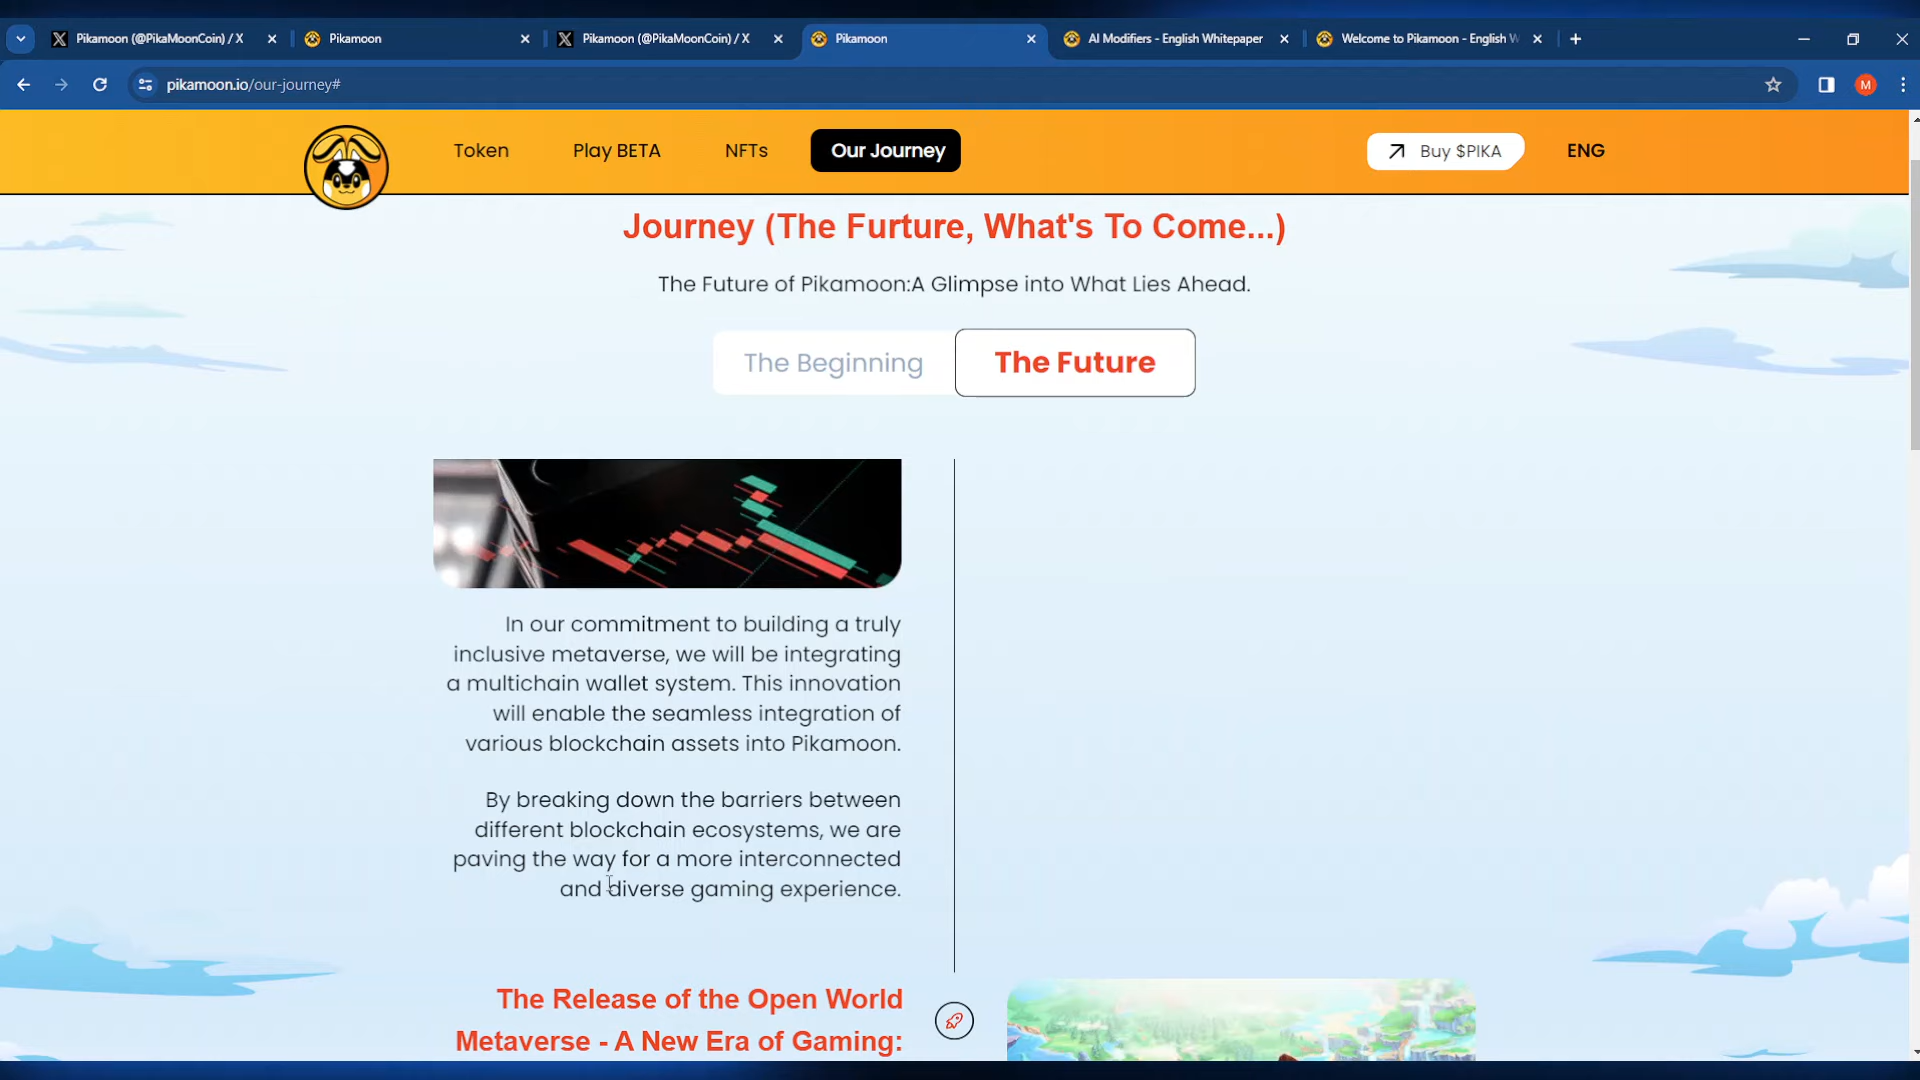 Pikamoon (@PikaMoonCoin) / X
Pikamoon
Pikamoon (@PikaMoonCoin) / X
Pikamoon
AI Modifiers - English Whitepaper
Welcome to Pikamoon - English W
pikamoon.io/our-journey#
M
Token
Play BETA
NFTs
Our Journey
Buy $PIKA
ENG
Journey (The Furture, What's To Come...)
The Future of Pikamoon:A Glimpse into What Lies Ahead.
The Beginning
The Future
In our commitment to building a truly
inclusive metaverse, we will be integrating
a multichain wallet system. This innovation
will enable the seamless integration of
various blockchain assets into Pikamoon.
By breaking down the barriers between
different blockchain ecosystems, we are
paving the way for a more interconnected
and diverse gaming experience.
The Release of the Open World
Metaverse - A New Era of Gaming: